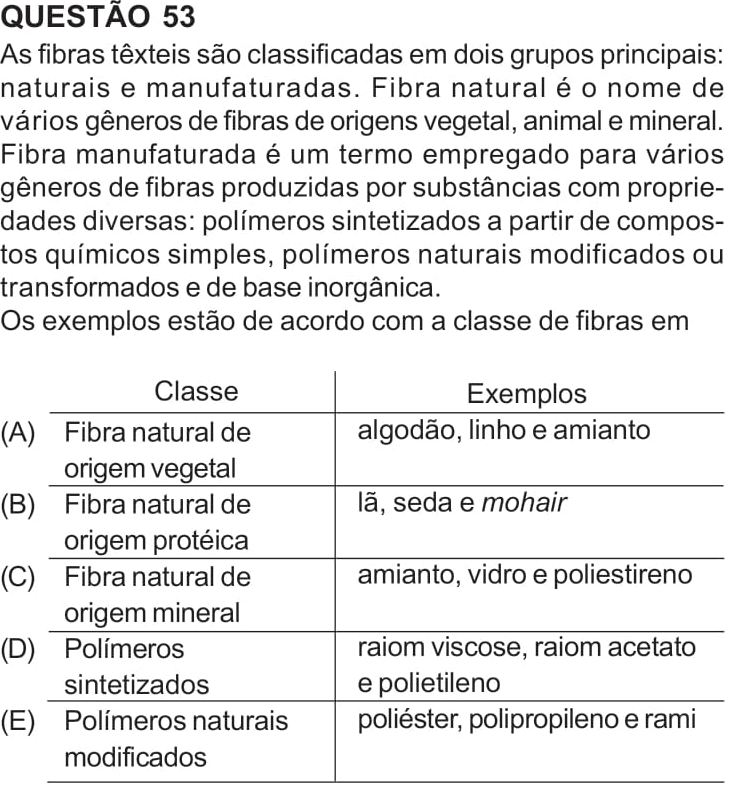 QUESTÃO 53
As fibras têxteis são classificadas em dois grupos principais:
naturais e manufaturadas. Fibra natural é o nome de
vários gêneros de fibras de origens vegetal, animal e mineral.
Fibra manufaturada é um termo empregado para vários
gêneros de fibras produzidas por substâncias com proprie-
dades diversas: polímeros sintetizados a partir de compos-
tos químicos simples, polímeros naturais modificados ou
transformados e de base inorgânica.
Os exemplos estão de acordo com a classe de fibras em
Classe Exemplos
(A) Fibra natural de algodão, linho e amianto
origem vegetal
(B) Fibra natural de lã, seda e mohair
origem protéica
(C) Fibra natural de amianto, vidro e poliestireno
origem mineral
(D) Polímeros raiom viscose, raiom acetato
sintetizados e polietileno
(E) Polímeros naturais poliéster, polipropileno e rami
modificados